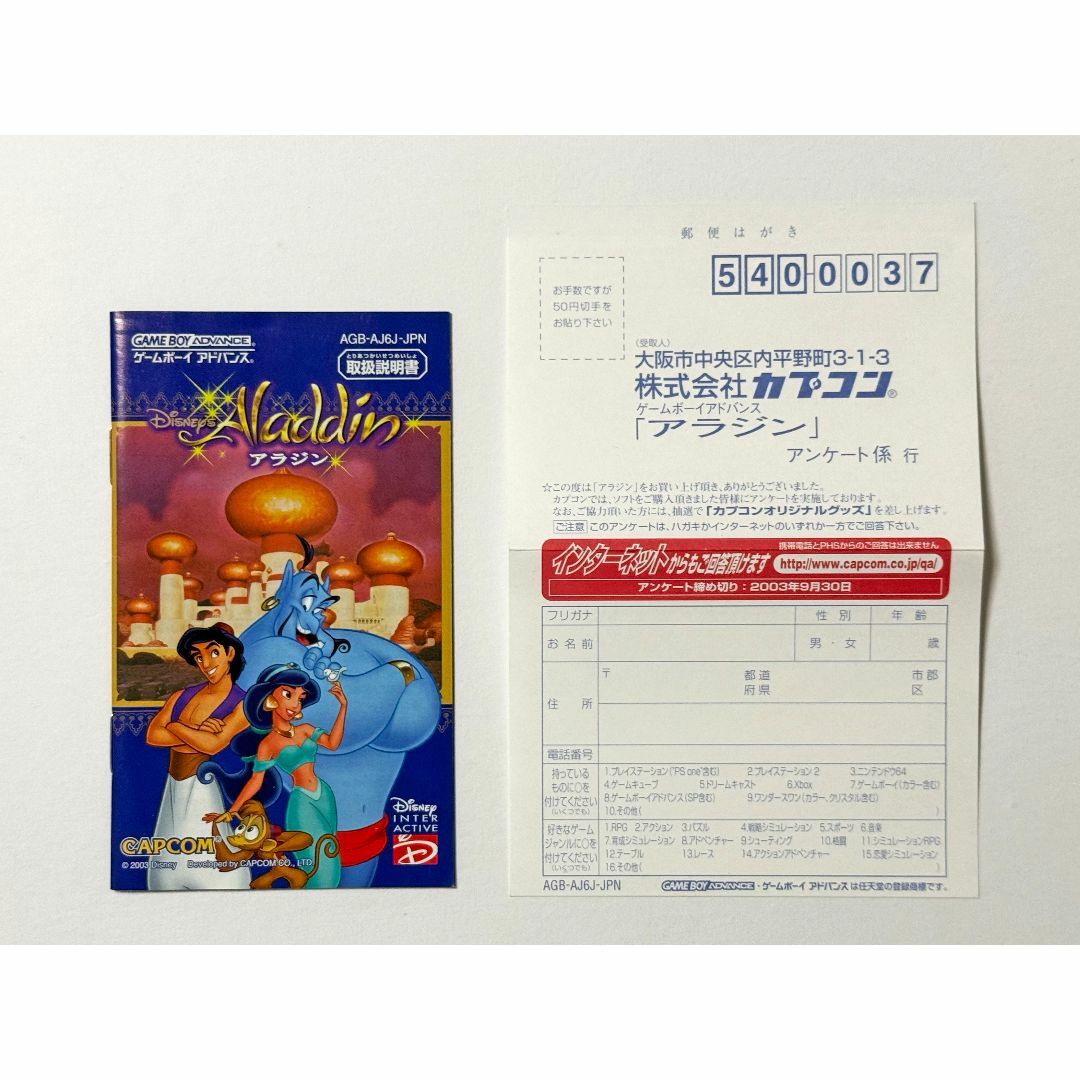 GAME BOY ADVANCE
ゲームボーイ アドバンス
AGB-AJ6J-JPN
とりあつかいせつめいしょ
取扱説明書
Disney's Aladdin
アラジン
Disney
INTER
ACTIVE
D
CAPCOM®
© 2003 Disney Developed by CAPCOM CO., LTD.
郵便はがき
540-0037
お手数ですが
50円切手を
お貼り下さい
(受取人)
大阪市中央区内平野町3-1-3
株式会社 カプコン®
ゲームボーイアドバンス
「アラジン」
アンケート係 行
☆この度は「アラジン」をお買い上げ頂き、ありがとうございました。
カプコンでは、ソフトをご購入頂きました皆様にアンケートを実施しております。
なお、ご協力頂いた方には、抽選で「カプコンオリジナルグッズ」を差し上げます。
ご注意 このアンケートは、ハガキかインターネットのいずれか一方でご回答下さい。
携帯電話とPHSからのご回答は出来ません
インターネットからもご回答頂けます http://www.capcom.co.jp/qa/
アンケート締め切り:2003年9月30日
フリガナ 性別 年齢
お名前 男・女 歳
〒 都道 市郡
府県 区
住所
電話番号
持っている
ものに○を
付けてください
(いくつでも)
1.プレイステーション("PS one"含む) 2.プレイステーション2 3.ニンテンドウ64
4.ゲームキューブ 5.ドリームキャスト 6.Xbox 7.ゲームボーイ(カラー含む)
8.ゲームボーイアドバンス(SP含む) 9.ワンダースワン(カラー、クリスタル含む)
10.その他( )
好きなゲーム
ジャンルに○を
付けてください
(いくつでも)
1.RPG 2.アクション 3.パズル 4.戦略シミュレーション 5.スポーツ 6.音楽
7.育成シミュレーション 8.アドベンチャー 9.シューティング 10.格闘 11.シミュレーションRPG
12.テーブル 13.レース 14.アクションアドベンチャー 15.恋愛シミュレーション
16.その他( )
AGB-AJ6J-JPN
GAME BOY ADVANCE・ゲームボーイ アドバンスは任天堂の登録商標です。